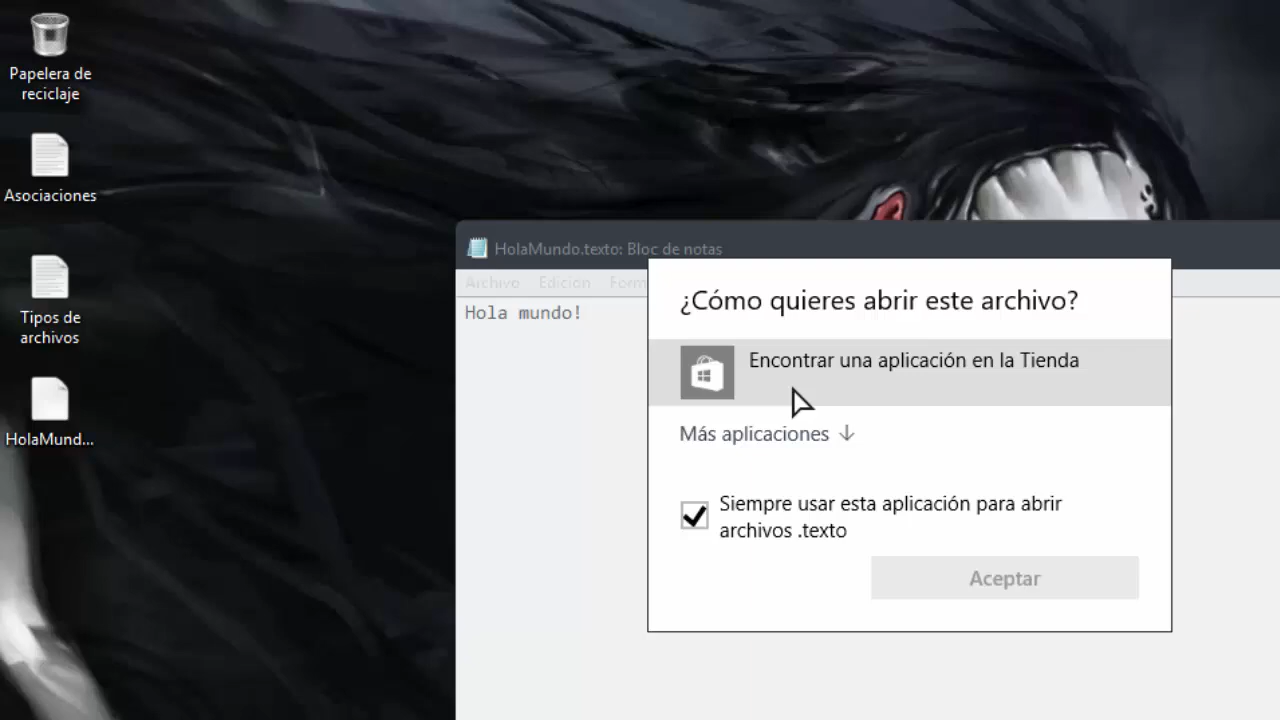 Papelera de
reciclaje
Asociaciones
Tipos de
archivos
HolaMund...
HolaMundo.texto: Bloc de notas
Archivo Edición Form
Hola mundo!
¿Cómo quieres abrir este archivo?
Encontrar una aplicación en la Tienda
Más aplicaciones
Siempre usar esta aplicación para abrir
archivos .texto
Aceptar